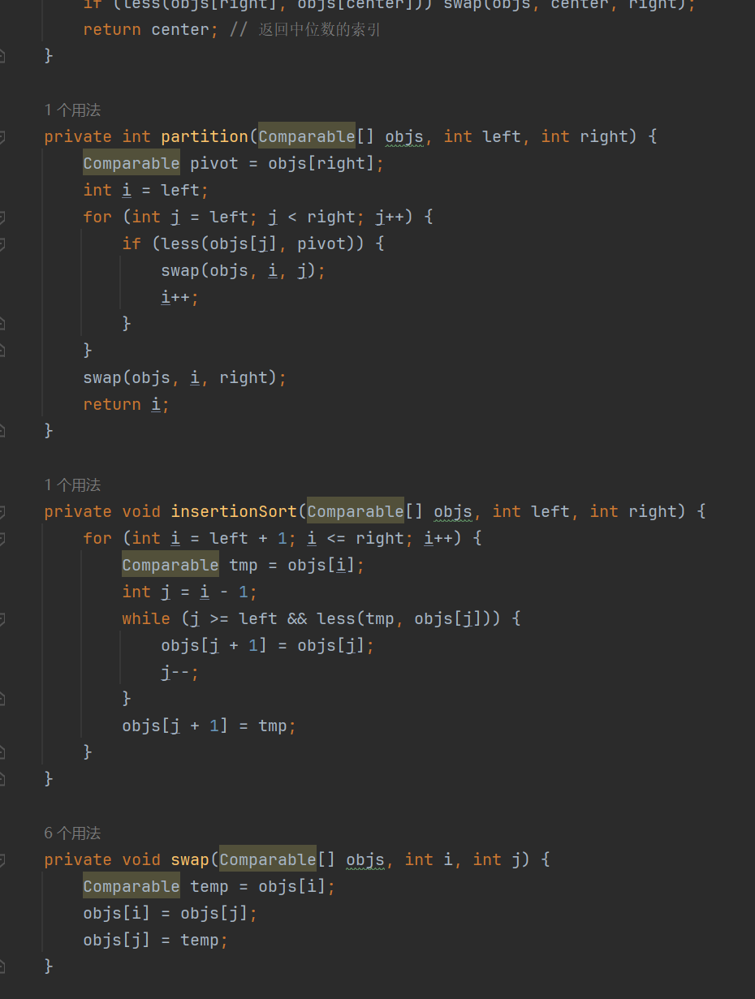 if (less(objs[right], objs[center])) swap(objs, center, right);
return center; // 返回中位数的索引
}
1 个用法
private int partition(Comparable[] objs, int left, int right) {
Comparable pivot = objs[right];
int i = left;
for (int j = left; j < right; j++) {
if (less(objs[j], pivot)) {
swap(objs, i, j);
i++;
}
}
swap(objs, i, right);
return i;
}
1 个用法
private void insertionSort(Comparable[] objs, int left, int right) {
for (int i = left + 1; i <= right; i++) {
Comparable tmp = objs[i];
int j = i - 1;
while (j >= left && less(tmp, objs[j])) {
objs[j + 1] = objs[j];
j--;
}
objs[j + 1] = tmp;
}
}
6 个用法
private void swap(Comparable[] objs, int i, int j) {
Comparable temp = objs[i];
objs[i] = objs[j];
objs[j] = temp;
}